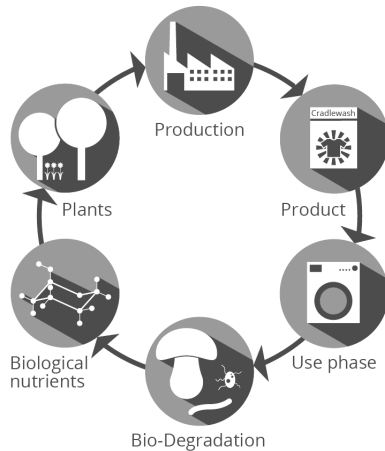 Production
Cradlewash
Product
Use phase
Bio-Degradation
Biological
nutrients
Plants